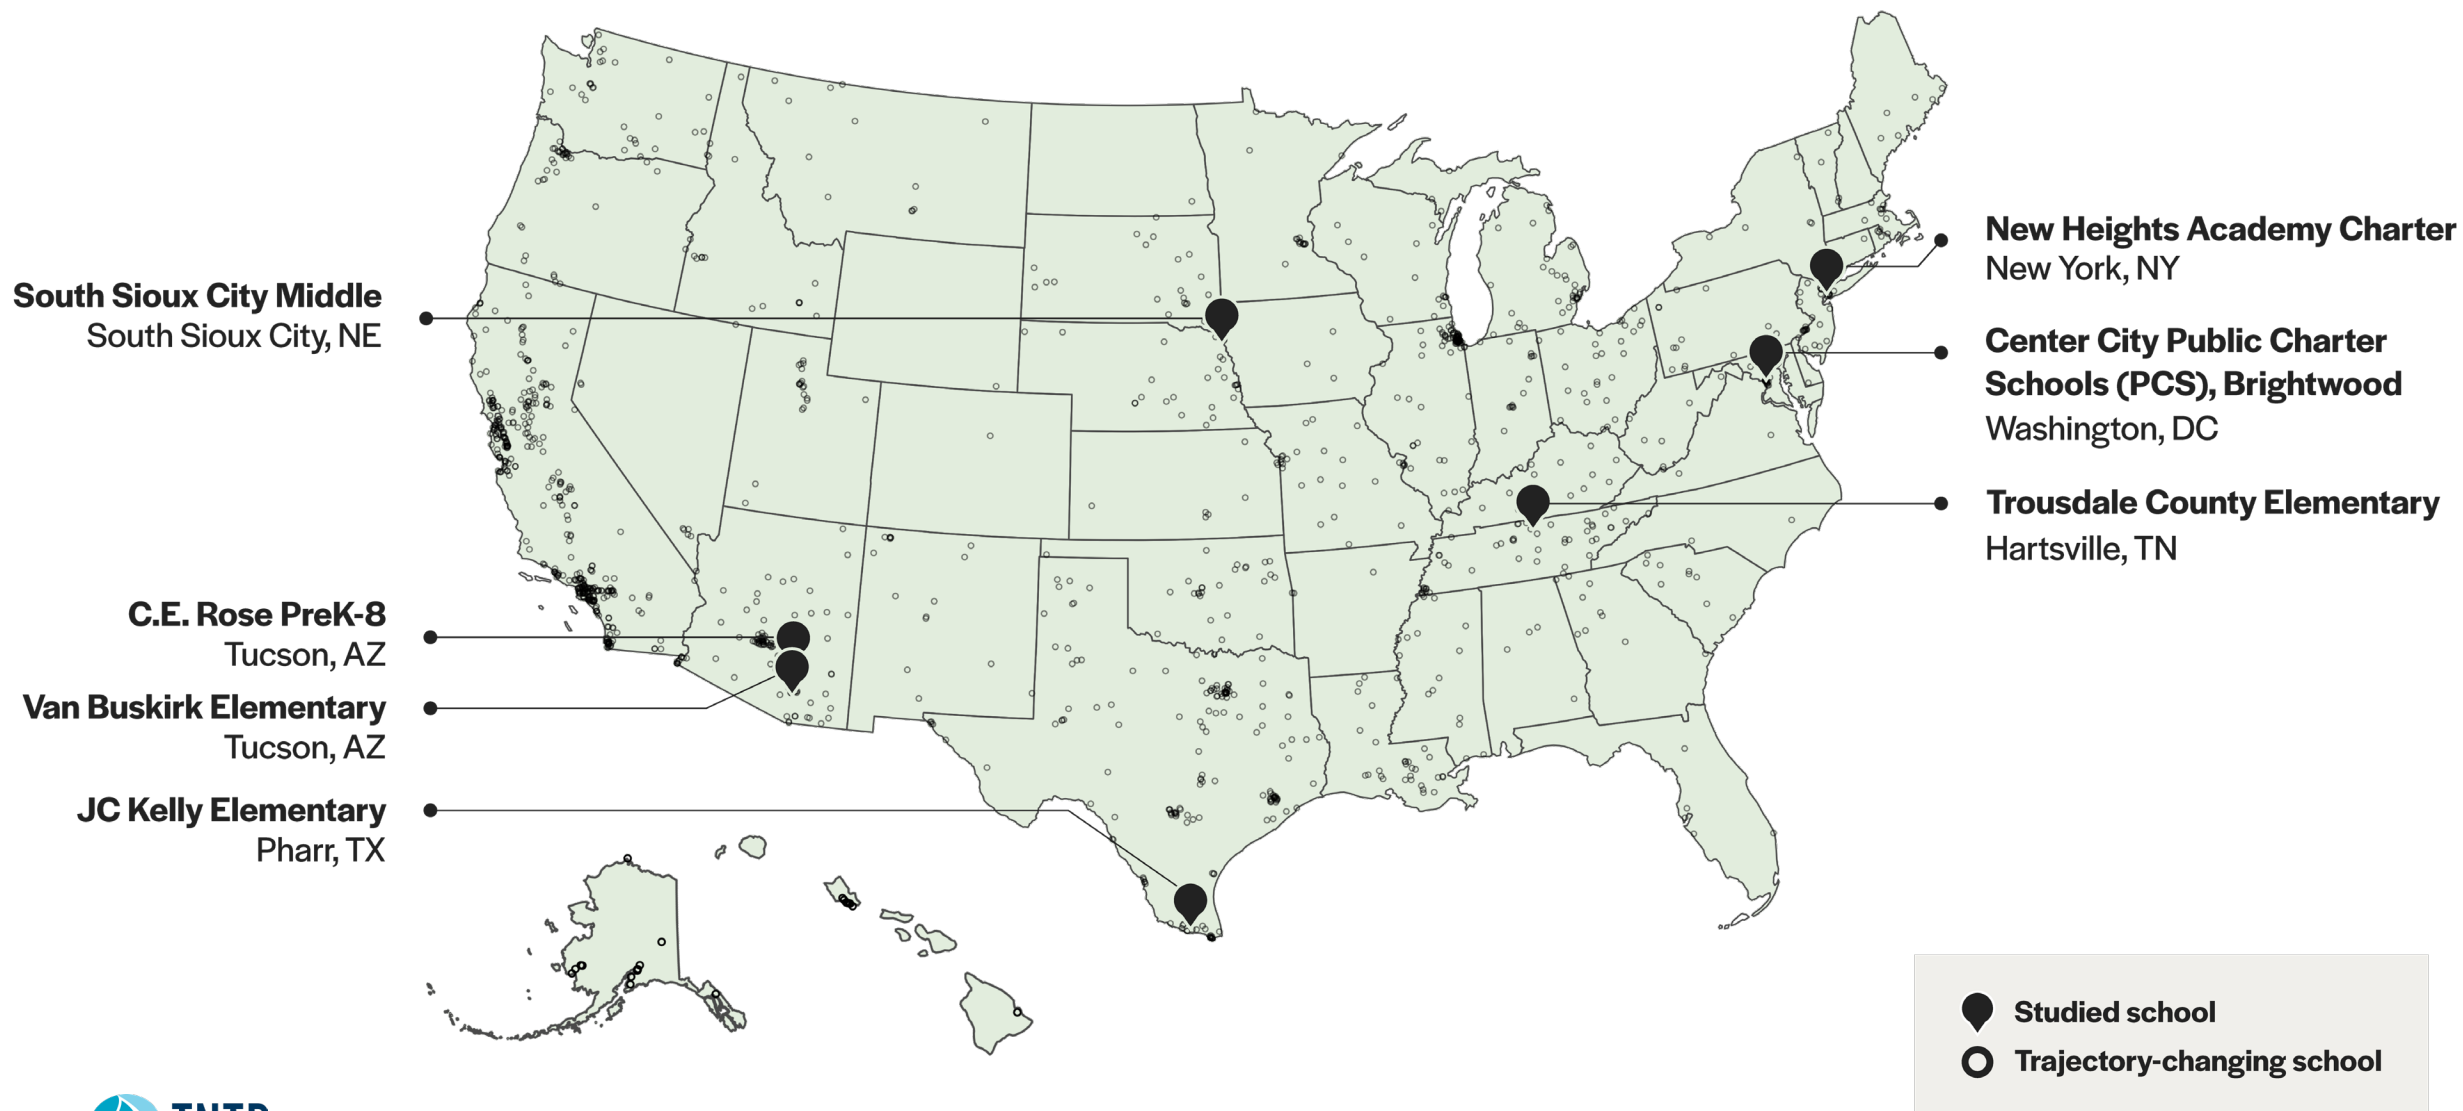 South Sioux City Middle
South Sioux City, NE
C.E. Rose PreK-8
Tucson, AZ
Van Buskirk Elementary
Tucson, AZ
JC Kelly Elementary
Pharr, TX
New Heights Academy Charter
New York, NY
Center City Public Charter
Schools (PCS), Brightwood
Washington, DC
Trousdale County Elementary
Hartsville, TN
Studied school
Trajectory-changing school
TNTP